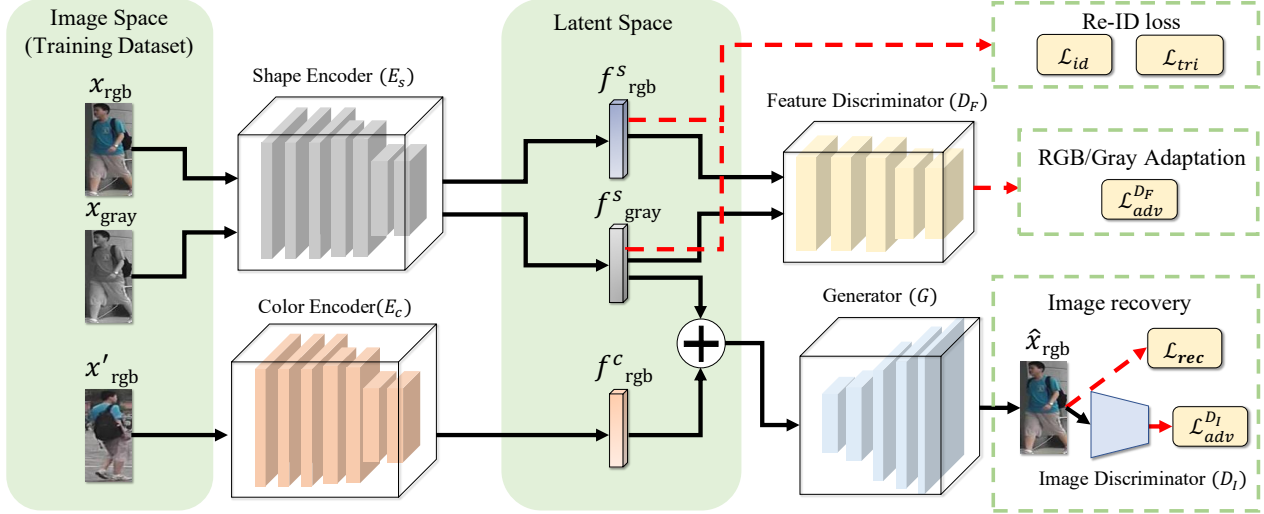 Image Space
(Training Dataset)
x_rgb
x_gray
x'_rgb
Shape Encoder (E_s)
Color Encoder(E_c)
Latent Space
f^s_rgb
f^s_gray
f^c_rgb
+
Feature Discriminator (D_F)
Generator (G)
Re-ID loss
ℒ_id ℒ_tri
RGB/Gray Adaptation
ℒ^{D_F}_adv
Image recovery
x̂_rgb
ℒ_rec
ℒ^{D_I}_adv
Image Discriminator (D_I)